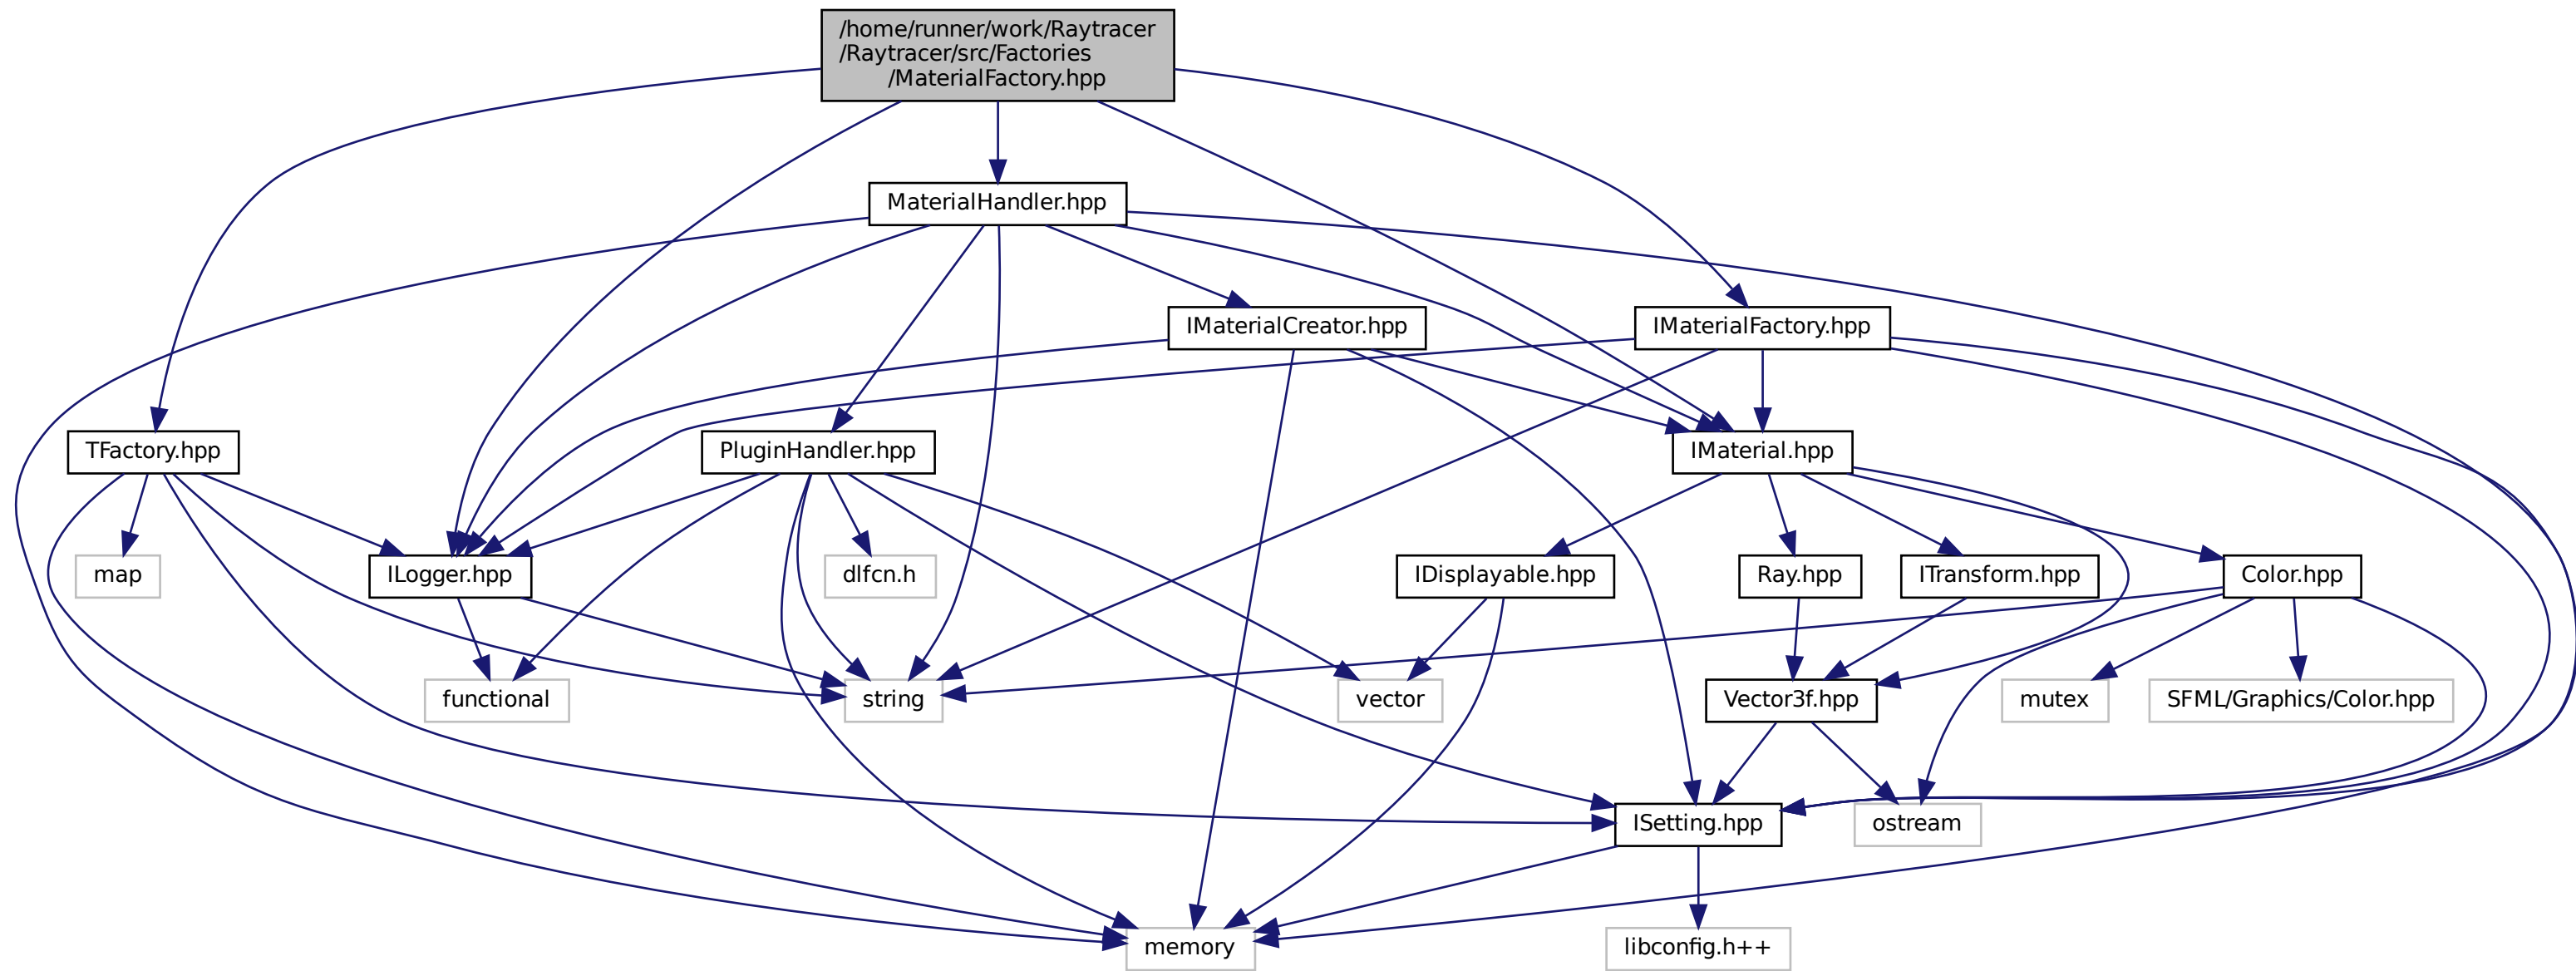 /home/runner/work/Raytracer
/Raytracer/src/Factories
/MaterialFactory.hpp
MaterialHandler.hpp
IMaterialCreator.hpp
IMaterialFactory.hpp
TFactory.hpp
PluginHandler.hpp
IMaterial.hpp
map
ILogger.hpp
dlfcn.h
IDisplayable.hpp
Ray.hpp
ITransform.hpp
Color.hpp
functional
string
vector
Vector3f.hpp
mutex
SFML/Graphics/Color.hpp
ISetting.hpp
ostream
memory
libconfig.h++